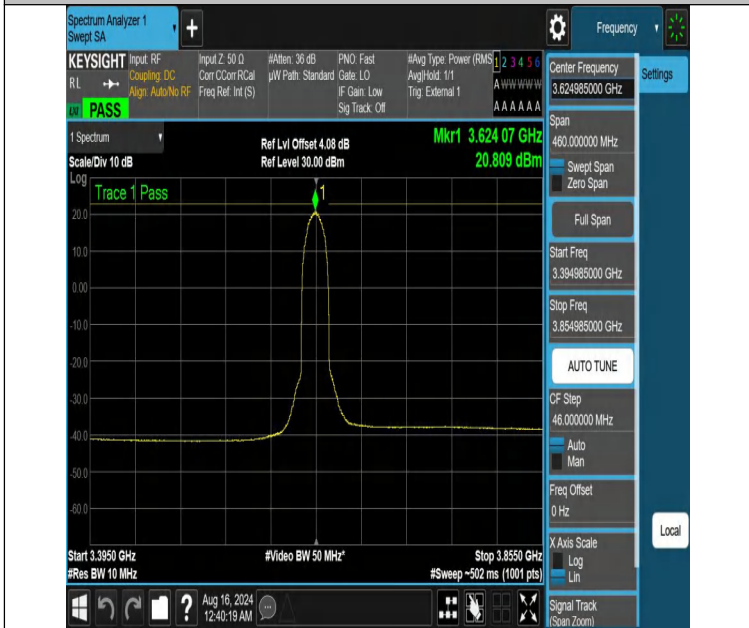 Spectrum Analyzer 1
Swept SA
+
Frequency
KEYSIGHT
RL
PASS
Input: RF
Coupling: DC
Align: Auto/No RF
Input Z: 50 Ω
Corr CCorr RCal
Freq Ref: Int (S)
#Atten: 36 dB
µW Path: Standard
PNO: Fast
Gate: LO
IF Gain: Low
Sig Track: Off
#Avg Type: Power (RMS
Avg|Hold: 1/1
Trig: External 1
1 2 3 4 5 6
A W W W W W
A A A A A A
Center Frequency
3.624985000 GHz
Settings
Span
460.000000 MHz
Swept Span
Zero Span
Full Span
Start Freq
3.394985000 GHz
Stop Freq
3.854985000 GHz
AUTO TUNE
CF Step
46.000000 MHz
Auto
Man
Freq Offset
0 Hz
X Axis Scale
Log
Lin
Signal Track
(Span Zoom)
Local
1 Spectrum
Scale/Div 10 dB
Ref Lvl Offset 4.08 dB
Ref Level 30.00 dBm
Mkr1 3.624 07 GHz
20.809 dBm
Log
Trace 1 Pass
1
20.0
10.0
0.00
-10.0
-20.0
-30.0
-40.0
-50.0
-60.0
Start 3.3950 GHz
#Res BW 10 MHz
#Video BW 50 MHz*
Stop 3.8550 GHz
#Sweep ~502 ms (1001 pts)
?
Aug 16, 2024
12:40:19 AM